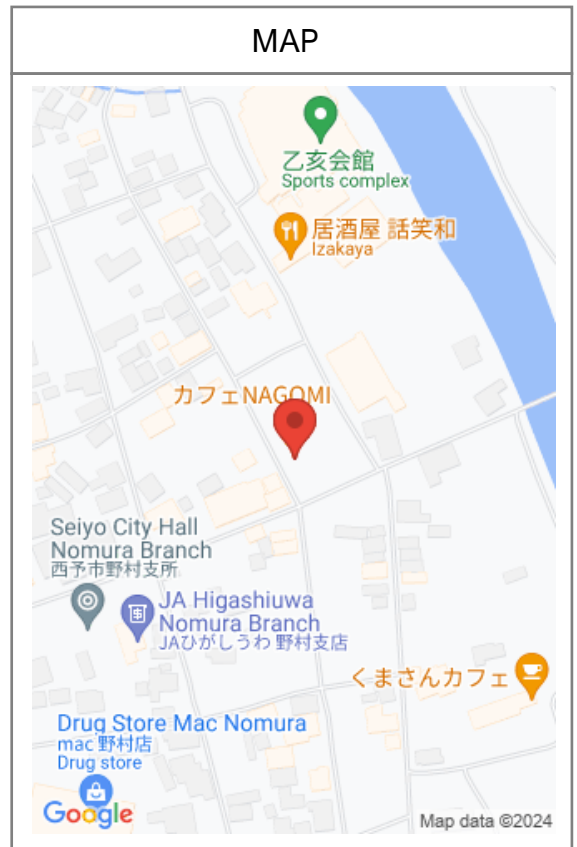 MAP
乙亥会館
Sports complex
居酒屋 話笑和
Izakaya
カフェNAGOMI
Seiyo City Hall
Nomura Branch
西予市野村支所
JA Higashiuwa
Nomura Branch
JAひがしうわ 野村支店
くまさんカフェ
Drug Store Mac Nomura
mac 野村店
Drug store
Google
Map data ©2024